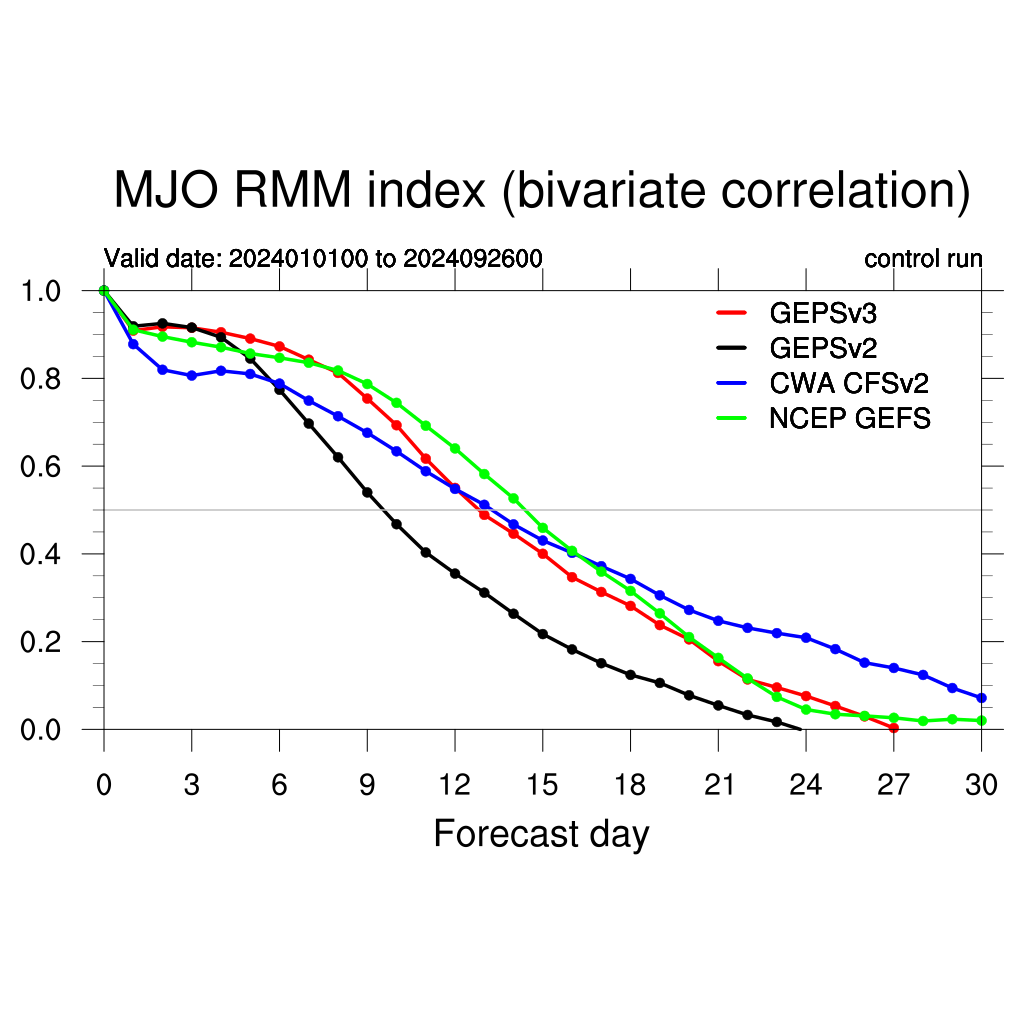 MJO RMM index (bivariate correlation)
Valid date: 2024010100 to 2024092600 control run
1.0
0.8
0.6
0.4
0.2
0.0
GEPSv3
GEPSv2
CWA CFSv2
NCEP GEFS
0 3 6 9 12 15 18 21 24 27 30
Forecast day